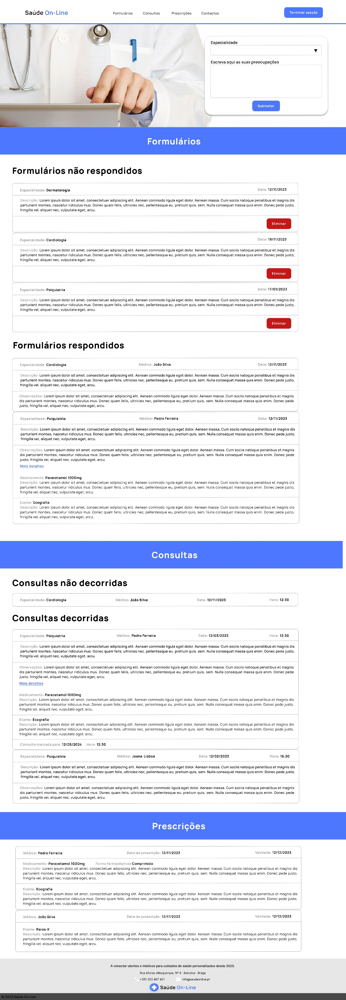 Saúde On-Line
Formulários Consultas Prescrições Contactos
Terminar sessão
Especialidade
Escreva aqui as suas preocupações
Submeter
Formulários
Formulários não respondidos
Especialidade: Dermatologia Data: 12/11/2023
Descrição: Lorem ipsum dolor sit amet, consectetuer adipiscing elit. Aenean commodo ligula eget dolor. Aenean massa. Cum sociis natoque penatibus et magnis dis
parturient montes, nascetur ridiculus mus. Donec quam felis, ultricies nec, pellentesque eu, pretium quis, sem. Nulla consequat massa quis enim. Donec pede justo,
fringilla vel, aliquet nec, vulputate eget, arcu.
Eliminar
Especialidade: Cardiologia Data: 18/11/2023
Descrição: Lorem ipsum dolor sit amet, consectetuer adipiscing elit. Aenean commodo ligula eget dolor. Aenean massa. Cum sociis natoque penatibus et magnis dis
parturient montes, nascetur ridiculus mus. Donec quam felis, ultricies nec, pellentesque eu, pretium quis, sem. Nulla consequat massa quis enim. Donec pede justo,
fringilla vel, aliquet nec, vulputate eget, arcu.
Eliminar
Especialidade: Psiquiatria Data: 17/01/2023
Descrição: Lorem ipsum dolor sit amet, consectetuer adipiscing elit. Aenean commodo ligula eget dolor. Aenean massa. Cum sociis natoque penatibus et magnis dis
parturient montes, nascetur ridiculus mus. Donec quam felis, ultricies nec, pellentesque eu, pretium quis, sem. Nulla consequat massa quis enim. Donec pede justo,
fringilla vel, aliquet nec, vulputate eget, arcu.
Eliminar
Formulários respondidos
Especialidade: Cardiologia Médico: João Silva Data: 12/11/2023
Descrição: Lorem ipsum dolor sit amet, consectetuer adipiscing elit. Aenean commodo ligula eget dolor. Aenean massa. Cum sociis natoque penatibus et magnis dis
parturient montes, nascetur ridiculus mus. Donec quam felis, ultricies nec, pellentesque eu, pretium quis, sem. Nulla consequat massa quis enim. Donec pede justo,
fringilla vel, aliquet nec, vulputate eget, arcu.
Observações: Lorem ipsum dolor sit amet, consectetuer adipiscing elit. Aenean commodo ligula eget dolor. Aenean massa. Cum sociis natoque penatibus et magnis
dis parturient montes, nascetur ridiculus mus. Donec quam felis, ultricies nec, pellentesque eu, pretium quis, sem. Nulla consequat massa quis enim. Donec pede
justo, fringilla vel, aliquet nec, vulputate eget, arcu.
Especialidade: Psiquiatria Médico: Pedro Ferreira Data: 12/11/2023
Descrição: Lorem ipsum dolor sit amet, consectetuer adipiscing elit. Aenean commodo ligula eget dolor. Aenean massa. Cum sociis natoque penatibus et magnis dis
parturient montes, nascetur ridiculus mus. Donec quam felis, ultricies nec, pellentesque eu, pretium quis, sem. Nulla consequat massa quis enim. Donec pede justo,
fringilla vel, aliquet nec, vulputate eget, arcu.
Observações: Lorem ipsum dolor sit amet, consectetuer adipiscing elit. Aenean commodo ligula eget dolor. Aenean massa. Cum sociis natoque penatibus et magnis
dis parturient montes, nascetur ridiculus mus. Donec quam felis, ultricies nec, pellentesque eu, pretium quis, sem. Nulla consequat massa quis enim. Donec pede
justo, fringilla vel, aliquet nec, vulputate eget, arcu.
Mais detalhes
Medicamento: Paracetamol 1000mg
Descrição: Lorem ipsum dolor sit amet, consectetuer adipiscing elit. Aenean commodo ligula eget dolor. Aenean massa. Cum sociis natoque penatibus et magnis dis
parturient montes, nascetur ridiculus mus. Donec quam felis, ultricies nec, pellentesque eu, pretium quis, sem. Nulla consequat massa quis enim. Donec pede justo,
fringilla vel, aliquet nec, vulputate eget, arcu.
Exame: Ecografia
Descrição: Lorem ipsum dolor sit amet, consectetuer adipiscing elit. Aenean commodo ligula eget dolor. Aenean massa. Cum sociis natoque penatibus et magnis dis
parturient montes, nascetur ridiculus mus. Donec quam felis, ultricies nec, pellentesque eu, pretium quis, sem. Nulla consequat massa quis enim. Donec pede justo,
fringilla vel, aliquet nec, vulputate eget, arcu.
Consultas
Consultas não decorridas
Especialidade: Cardiologia Médico: João Silva Data: 12/11/2023 Hora: 12:30
Consultas decorridas
Especialidade: Psiquiatria Médico: Pedro Ferreira Data: 12/03/2023 Hora: 12:30
Descrição: Lorem ipsum dolor sit amet, consectetuer adipiscing elit. Aenean commodo ligula eget dolor. Aenean massa. Cum sociis natoque penatibus et magnis dis
parturient montes, nascetur ridiculus mus. Donec quam felis, ultricies nec, pellentesque eu, pretium quis, sem. Nulla consequat massa quis enim. Donec pede justo,
fringilla vel, aliquet nec, vulputate eget, arcu.
Observações: Lorem ipsum dolor sit amet, consectetuer adipiscing elit. Aenean commodo ligula eget dolor. Aenean massa. Cum sociis natoque penatibus et magnis
dis parturient montes, nascetur ridiculus mus. Donec quam felis, ultricies nec, pellentesque eu, pretium quis, sem. Nulla consequat massa quis enim. Donec pede
justo, fringilla vel, aliquet nec, vulputate eget, arcu.
Mais detalhes
Medicamento: Paracetamol 1000mg
Descrição: Lorem ipsum dolor sit amet, consectetuer adipiscing elit. Aenean commodo ligula eget dolor. Aenean massa. Cum sociis natoque penatibus et magnis dis
parturient montes, nascetur ridiculus mus. Donec quam felis, ultricies nec, pellentesque eu, pretium quis, sem. Nulla consequat massa quis enim. Donec pede justo,
fringilla vel, aliquet nec, vulputate eget, arcu.
Exame: Ecografia
Descrição: Lorem ipsum dolor sit amet, consectetuer adipiscing elit. Aenean commodo ligula eget dolor. Aenean massa. Cum sociis natoque penatibus et magnis dis
parturient montes, nascetur ridiculus mus. Donec quam felis, ultricies nec, pellentesque eu, pretium quis, sem. Nulla consequat massa quis enim. Donec pede justo,
fringilla vel, aliquet nec, vulputate eget, arcu.
Consulta marcada para: 12/05/2024 Hora: 12:30
Especialidade: Psiquiatria Médico: Joana Lisboa Data: 12/02/2023 Hora: 16:20
Descrição: Lorem ipsum dolor sit amet, consectetuer adipiscing elit. Aenean commodo ligula eget dolor. Aenean massa. Cum sociis natoque penatibus et magnis dis
parturient montes, nascetur ridiculus mus. Donec quam felis, ultricies nec, pellentesque eu, pretium quis, sem. Nulla consequat massa quis enim. Donec pede justo,
fringilla vel, aliquet nec, vulputate eget, arcu.
Observações: Lorem ipsum dolor sit amet, consectetuer adipiscing elit. Aenean commodo ligula eget dolor. Aenean massa. Cum sociis natoque penatibus et magnis
dis parturient montes, nascetur ridiculus mus. Donec quam felis, ultricies nec, pellentesque eu, pretium quis, sem. Nulla consequat massa quis enim. Donec pede
justo, fringilla vel, aliquet nec, vulputate eget, arcu.
Prescrições
Médico: Pedro Ferreira Data da prescrição: 12/11/2023 Validade: 12/12/2023
Medicamento: Paracetamol 1000mg Forma farmacêutica: Comprimido
Descrição: Lorem ipsum dolor sit amet, consectetuer adipiscing elit. Aenean commodo ligula eget dolor. Aenean massa. Cum sociis natoque penatibus et magnis dis
parturient montes, nascetur ridiculus mus. Donec quam felis, ultricies nec, pellentesque eu, pretium quis, sem. Nulla consequat massa quis enim. Donec pede justo,
fringilla vel, aliquet nec, vulputate eget, arcu.
Exame: Ecografia
Descrição: Lorem ipsum dolor sit amet, consectetuer adipiscing elit. Aenean commodo ligula eget dolor. Aenean massa. Cum sociis natoque penatibus et magnis dis
parturient montes, nascetur ridiculus mus. Donec quam felis, ultricies nec, pellentesque eu, pretium quis, sem. Nulla consequat massa quis enim. Donec pede justo,
fringilla vel, aliquet nec, vulputate eget, arcu.
Médico: João Silva Data da prescrição: 12/11/2023 Validade: 12/12/2023
Exame: Raios-X
Descrição: Lorem ipsum dolor sit amet, consectetuer adipiscing elit. Aenean commodo ligula eget dolor. Aenean massa. Cum sociis natoque penatibus et magnis dis
parturient montes, nascetur ridiculus mus. Donec quam felis, ultricies nec, pellentesque eu, pretium quis, sem. Nulla consequat massa quis enim. Donec pede justo,
fringilla vel, aliquet nec, vulputate eget, arcu.
A conectar utentes e médicos para cuidados de saúde personalizados desde 2020.
Rua Afonso Albuquerque, Nº 9 - Barcelos - Braga
+351 253 467 451 info@saudeonline.pt
Saúde On-Line
© 2023 Saúde On-Line